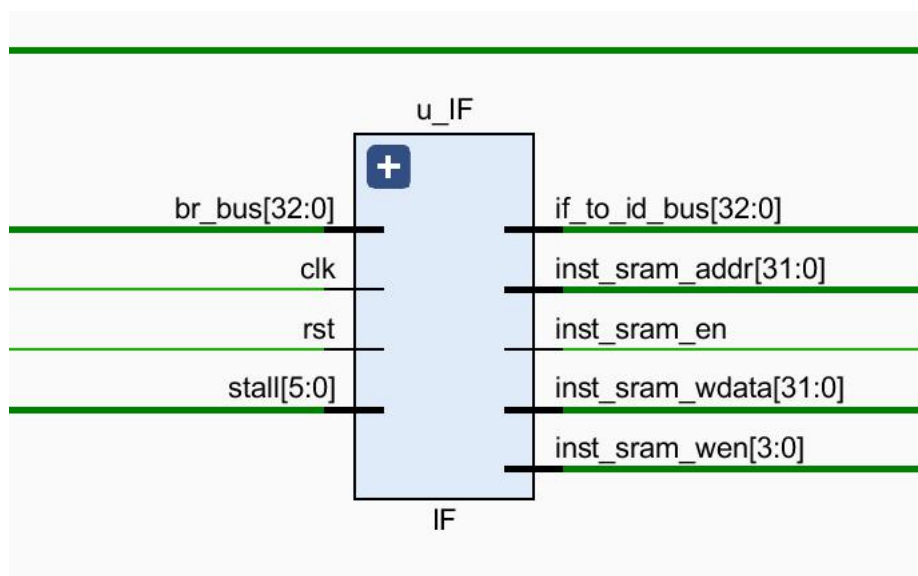 u_IF
br_bus[32:0]
clk
rst
stall[5:0]
if_to_id_bus[32:0]
inst_sram_addr[31:0]
inst_sram_en
inst_sram_wdata[31:0]
inst_sram_wen[3:0]
IF